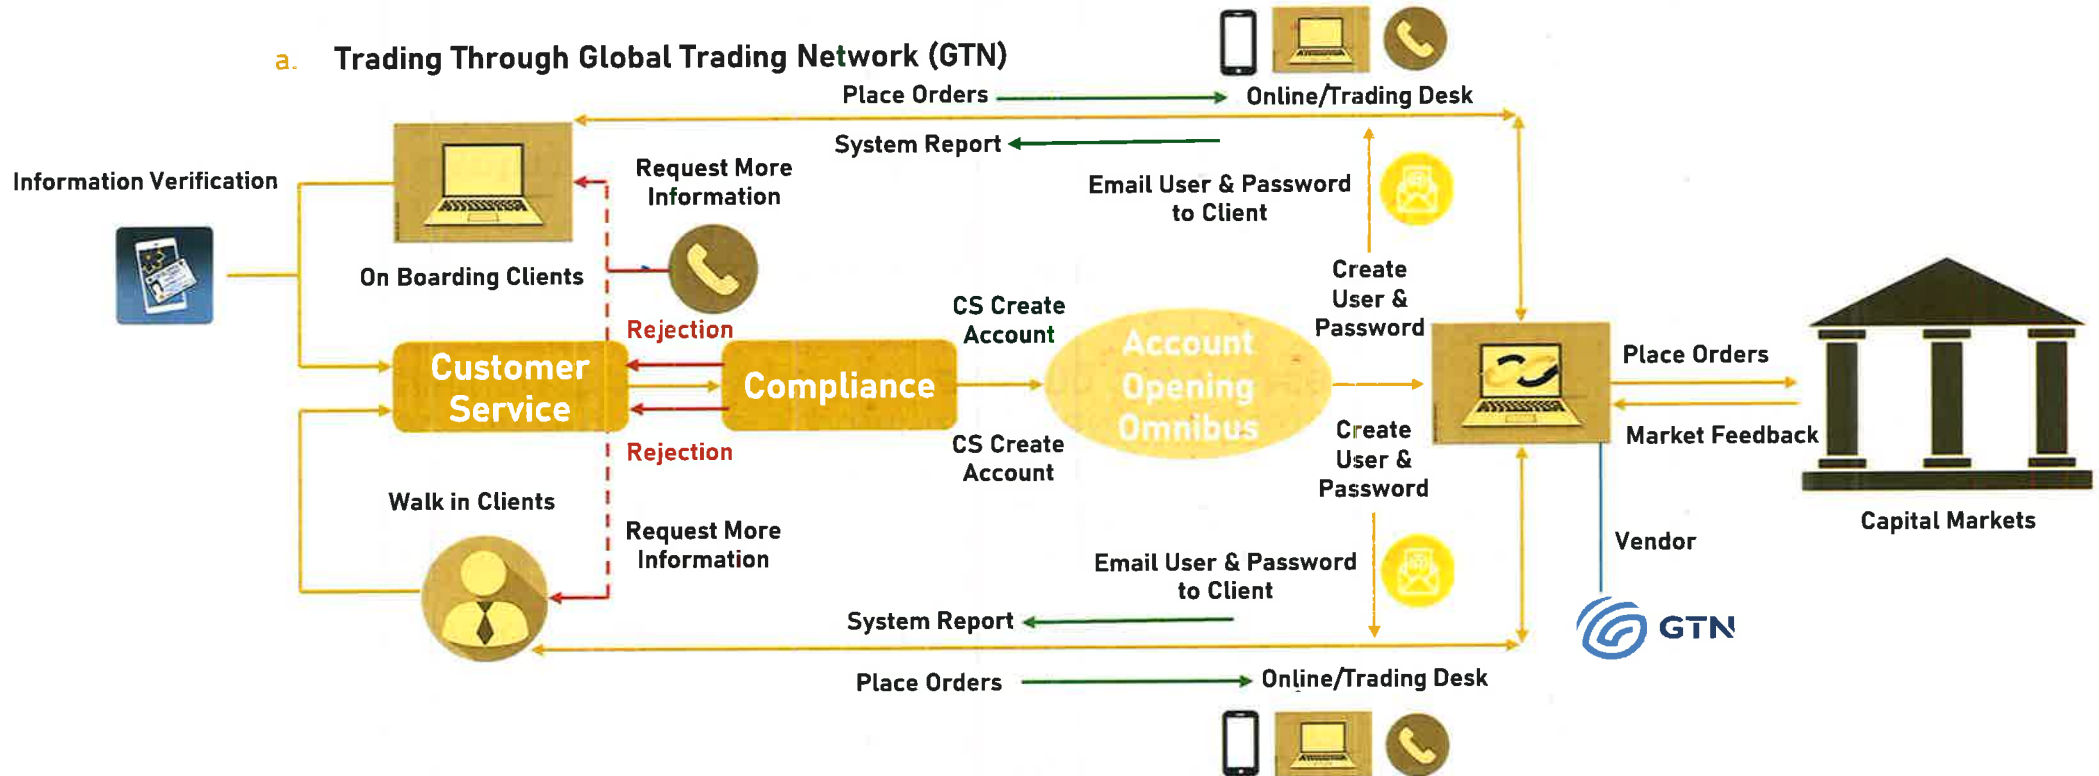 a. Trading Through Global Trading Network (GTN)
Place Orders
Online/Trading Desk
System Report
Request More
Information
Information Verification
Email User & Password
to Client
On Boarding Clients
Create
User &
Password
CS Create
Account
Rejection
Customer
Service
Compliance
Account
Opening
Omnibus
Place Orders
Market Feedback
Rejection
CS Create
Account
Create
User &
Password
Walk in Clients
Request More
Information
Capital Markets
Vendor
Email User & Password
to Client
System Report
GTN
Place Orders
Online/Trading Desk